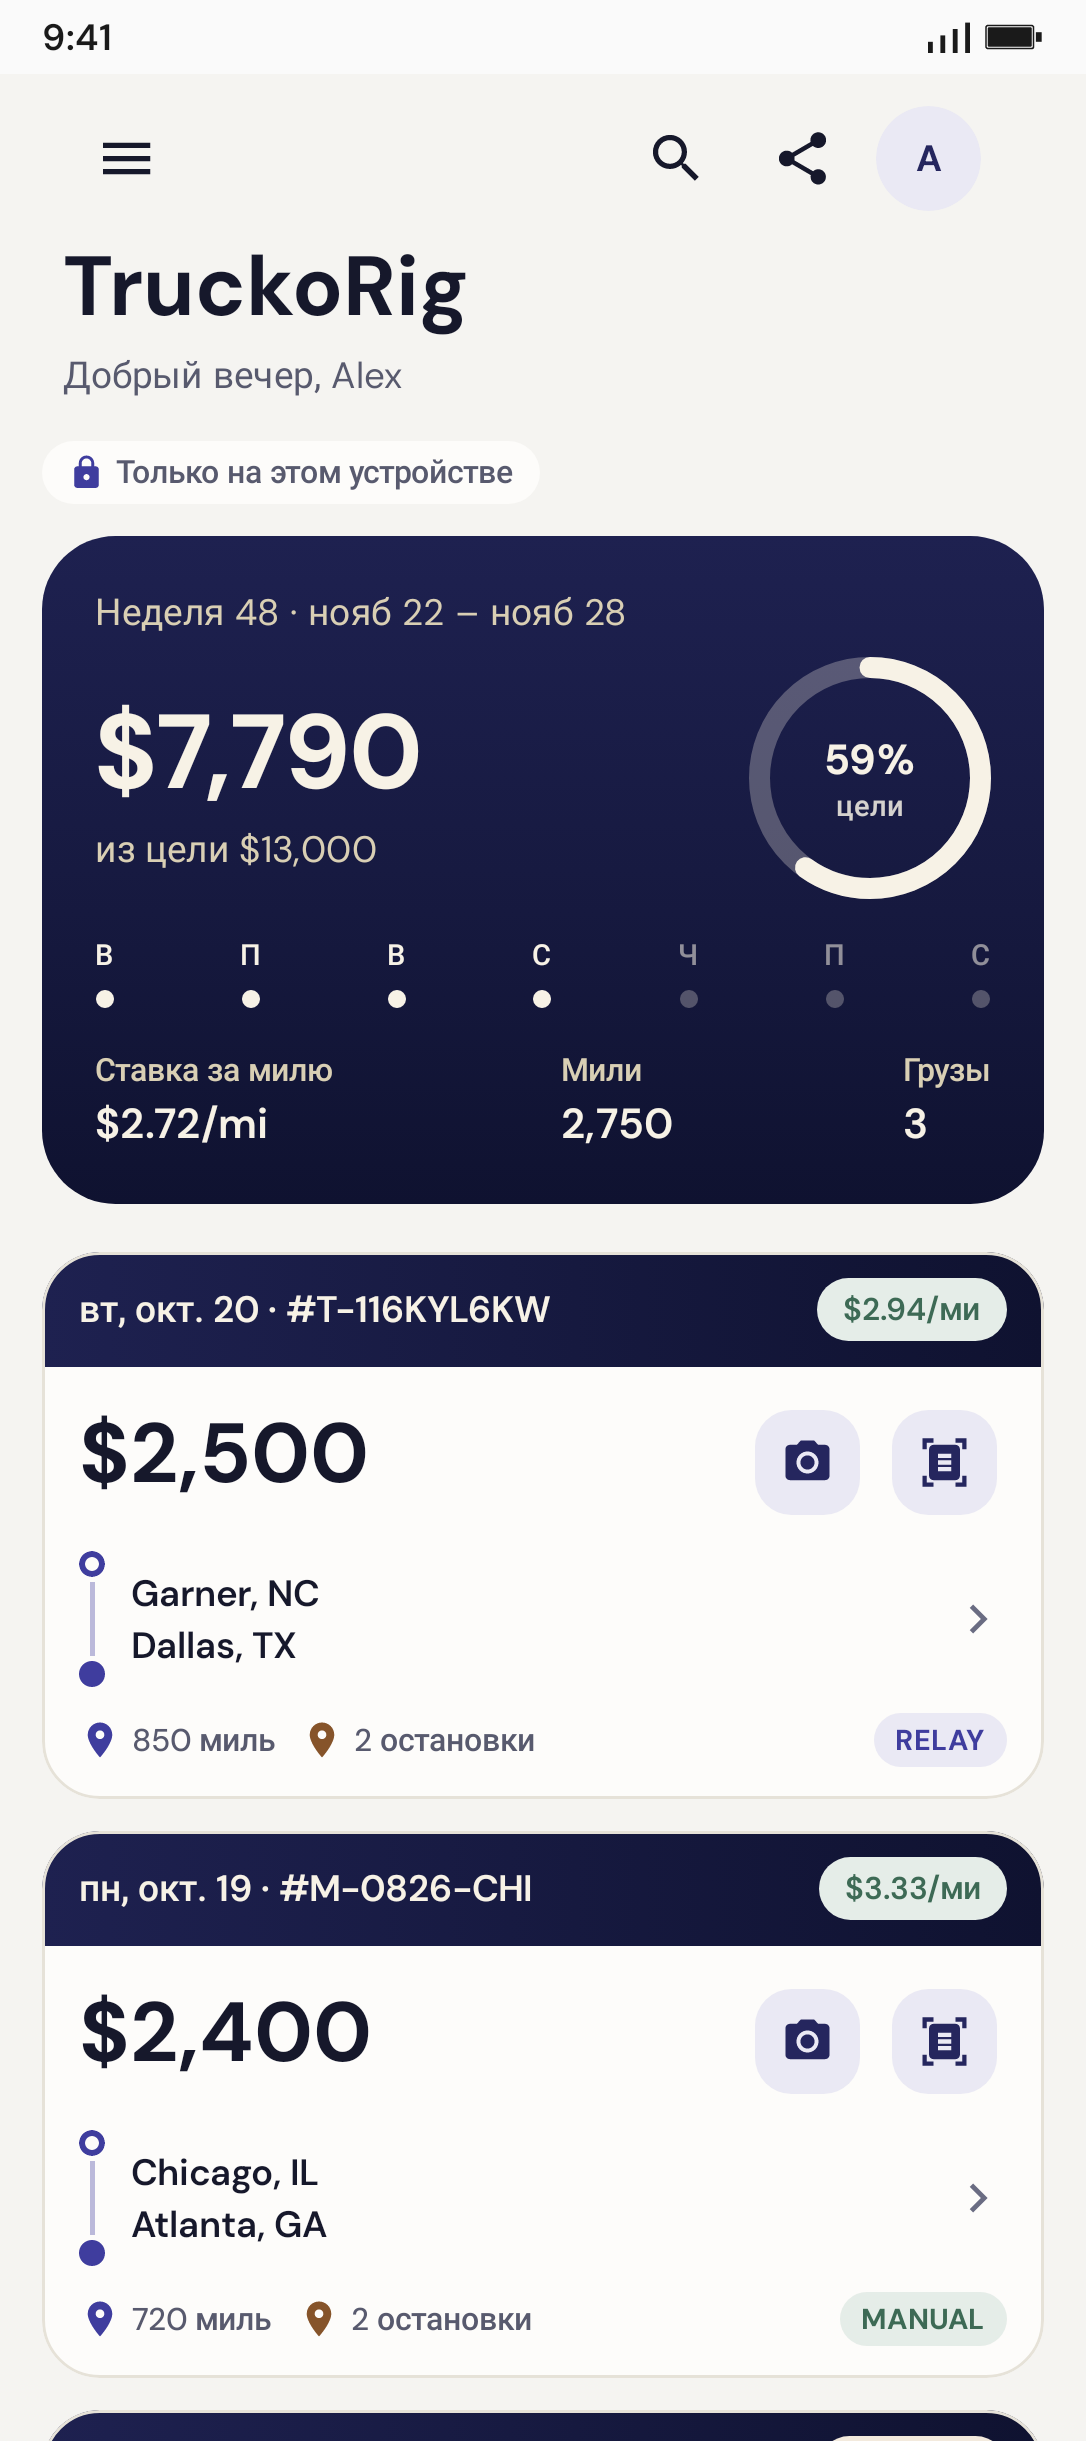 9:41
A
TruckoRig
Добрый вечер, Alex
Только на этом устройстве
Неделя 48 · нояб 22 – нояб 28
$7,790
59%
цели
из цели $13,000
В П В С Ч П С
Ставка за милю Мили Грузы
$2.72/mi 2,750 3
вт, окт. 20 · #T-116KYL6KW $2.94/ми
$2,500
Garner, NC
Dallas, TX
850 миль 2 остановки RELAY
пн, окт. 19 · #M-0826-CHI $3.33/ми
$2,400
Chicago, IL
Atlanta, GA
720 миль 2 остановки MANUAL